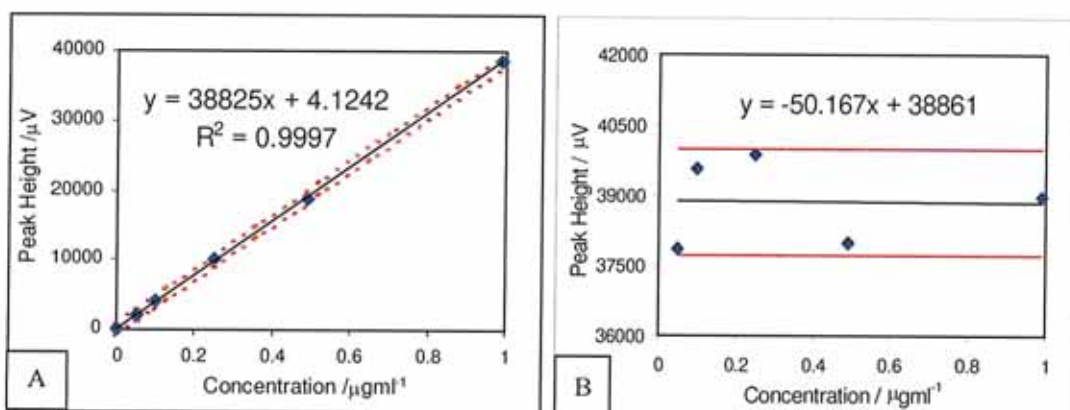 40000
30000
20000
10000
0
Peak Height /μV
y = 38825x + 4.1242
R² = 0.9997
0 0.2 0.4 0.6 0.8 1
Concentration /μgml⁻¹
A
42000
40500
39000
37500
36000
Peak Height / μV
y = -50.167x + 38861
0 0.2 0.4 0.6 0.8 1
Concentration / μgml⁻¹
B